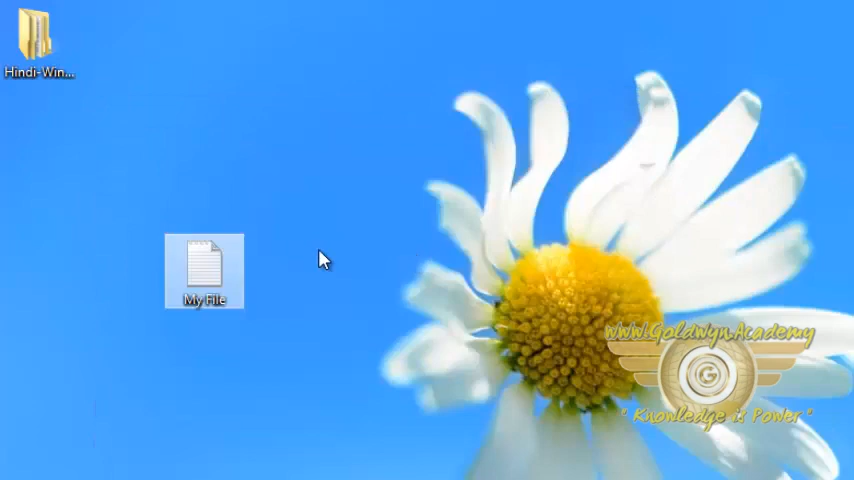 Hindi-Win...
My File
www.GoldwynAcademy
G
" Knowledge is Power "